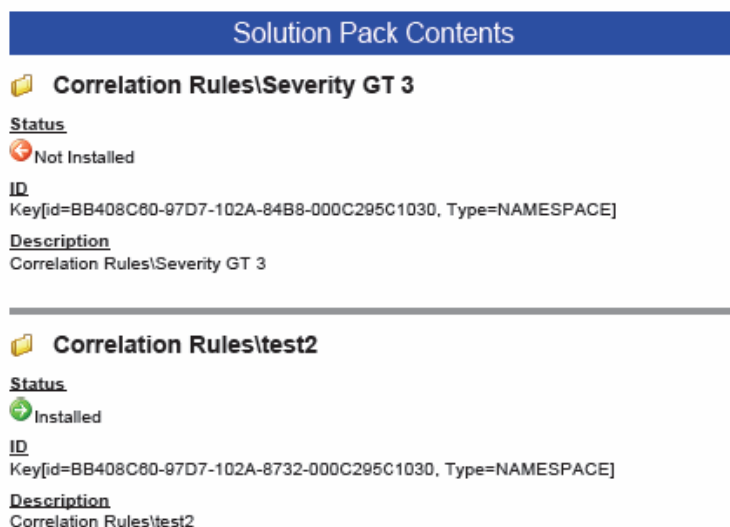 Solution Pack Contents
Correlation Rules\Severity GT 3
Status
Not Installed
ID
Key[id=BB408C60-97D7-102A-84B8-000C295C1030, Type=NAMESPACE]
Description
Correlation Rules\Severity GT 3
Correlation Rules\test2
Status
Installed
ID
Key[id=BB408C60-97D7-102A-8732-000C295C1030, Type=NAMESPACE]
Description
Correlation Rules\test2